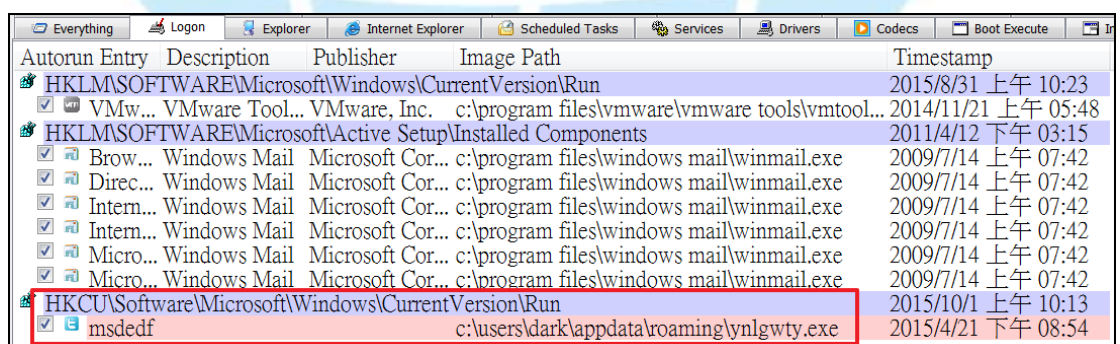 Everything Logon Explorer Internet Explorer Scheduled Tasks Services Drivers Codecs Boot Execute
Autorun Entry Description Publisher Image Path Timestamp
HKLM\SOFTWARE\Microsoft\Windows\CurrentVersion\Run 2015/8/31 上午 10:23
VMw... VMware Tool... VMware, Inc. c:\program files\vmware\vmware tools\vmtool... 2014/11/21 上午 05:48
HKLM\SOFTWARE\Microsoft\Active Setup\Installed Components 2011/4/12 下午 03:15
Brow... Windows Mail Microsoft Cor... c:\program files\windows mail\winmail.exe 2009/7/14 上午 07:42
Direc... Windows Mail Microsoft Cor... c:\program files\windows mail\winmail.exe 2009/7/14 上午 07:42
Intern... Windows Mail Microsoft Cor... c:\program files\windows mail\winmail.exe 2009/7/14 上午 07:42
Intern... Windows Mail Microsoft Cor... c:\program files\windows mail\winmail.exe 2009/7/14 上午 07:42
Micro... Windows Mail Microsoft Cor... c:\program files\windows mail\winmail.exe 2009/7/14 上午 07:42
Micro... Windows Mail Microsoft Cor... c:\program files\windows mail\winmail.exe 2009/7/14 上午 07:42
HKCU\Software\Microsoft\Windows\CurrentVersion\Run 2015/10/1 上午 10:13
msdedf c:\users\dark\appdata\roaming\ynlgwty.exe 2015/4/21 下午 08:54